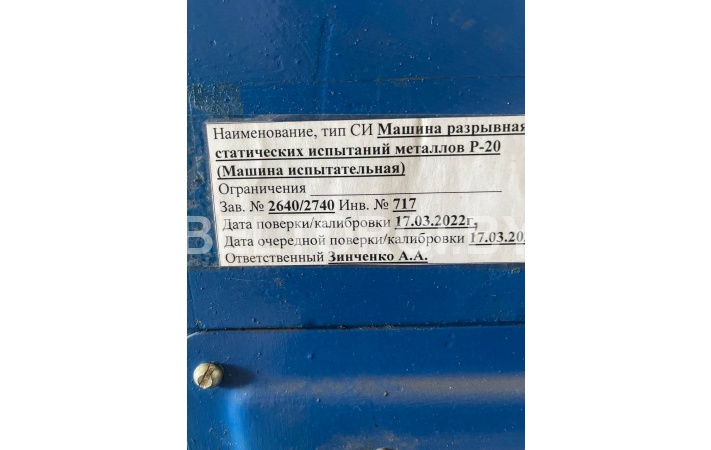 Наименование, тип СИ Машина разрывная
статических испытаний металлов Р-20
(Машина испытательная)
Ограничения
Зав. № 2640/2740 Инв. № 717
Дата поверки/калибровки 17.03.2022г.
Дата очередной поверки/калибровки 17.03.20
Ответственный Зинченко А.А.